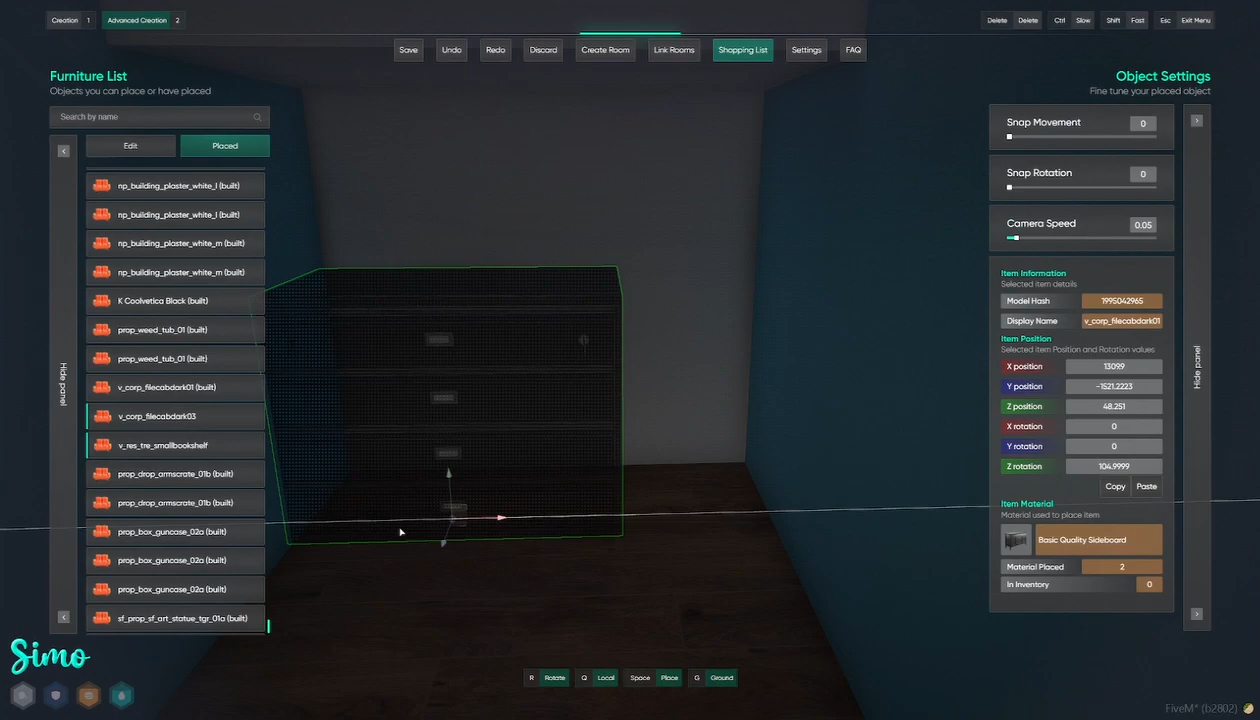 Creation 1 Advanced Creation 2
Delete Delete Ctrl Slow Shift Fast Esc Exit Menu
Save Undo Redo Discard Create Room Link Rooms Shopping List Settings FAQ
Furniture List
Objects you can place or have placed
Search by name
Edit Placed
np_building_plaster_white_l (built)
np_building_plaster_white_l (built)
np_building_plaster_white_m (built)
np_building_plaster_white_m (built)
K Coolvetica Black (built)
prop_weed_tub_01 (built)
prop_weed_tub_01 (built)
v_corp_filecabdark01 (built)
v_corp_filecabdark03
v_res_tre_smallbookshelf
prop_drop_armscrate_01b (built)
prop_drop_armscrate_01b (built)
prop_box_guncase_02a (built)
prop_box_guncase_02a (built)
prop_box_guncase_02a (built)
sf_prop_sf_art_statue_tgr_01a (built)
Hide panel
Simo
Object Settings
Fine tune your placed object
Snap Movement 0
Snap Rotation 0
Camera Speed 0.05
Item Information
Selected item details
Model Hash 1995042965
Display Name v_corp_filecabdark01
Item Position
Selected Item Position and Rotation values
X position 1309.9
Y position -1521.2223
Z position 48.251
X rotation 0
Y rotation 0
Z rotation 104.9999
Copy Paste
Item Material
Material used to place item
Basic Quality Sideboard
Material Placed 2
In Inventory 0
Hide panel
R Rotate Q Local Space Place G Ground
FiveM* (b2802)